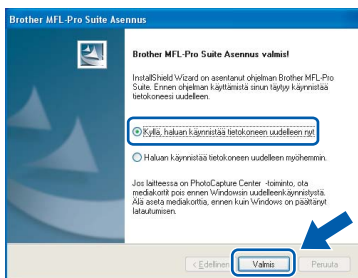 Brother MFL-Pro Suite Asennus
Brother MFL-Pro Suite Asennus valmis!
InstallShield Wizard on asentanut ohjelman Brother MFL-Pro
Suite. Ennen ohjelman käyttämistä sinun täytyy käynnistää
tietokoneesi uudelleen.
Kyllä, haluan käynnistää tietokoneen uudelleen nyt
Haluan käynnistää tietokoneen uudelleen myöhemmin.
Jos laitteessa on PhotoCapture Center -toiminto, ota
mediakortit pois ennen Windowsin uudelleenkäynnistystä.
Älä aseta mediakorttia, ennen kuin Windows on päättänyt
latautumisen.
< Edellinen
Valmis
Peruuta